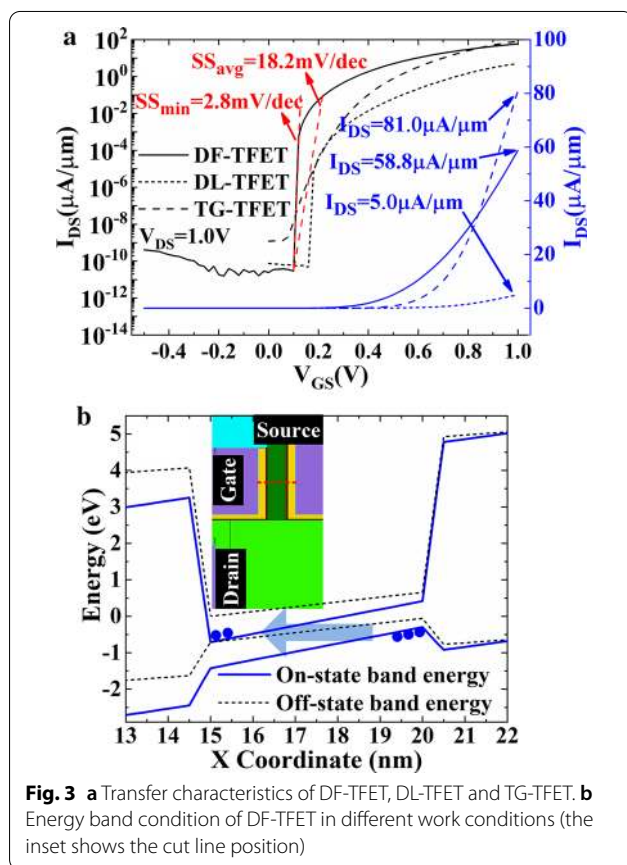 a
10²
10⁰
10⁻²
10⁻⁴
10⁻⁶
10⁻⁸
10⁻¹⁰
10⁻¹²
10⁻¹⁴
I_DS(μA/μm)
SS_avg=18.2mV/dec
SS_min=2.8mV/dec
DF-TFET
DL-TFET
TG-TFET
V_DS=1.0V
I_DS=81.0μA/μm
I_DS=58.8μA/μm
I_DS=5.0μA/μm
100
80
60
40
20
0
I_DS(μA/μm)
-0.4 -0.2 0.0 0.2 0.4 0.6 0.8 1.0
V_GS(V)
b
5
4
3
2
1
0
-1
-2
Energy (eV)
Source
Gate
Drain
On-state band energy
Off-state band energy
13 14 15 16 17 18 19 20 21 22
X Coordinate (nm)
Fig. 3 a Transfer characteristics of DF-TFET, DL-TFET and TG-TFET. b
Energy band condition of DF-TFET in different work conditions (the
inset shows the cut line position)